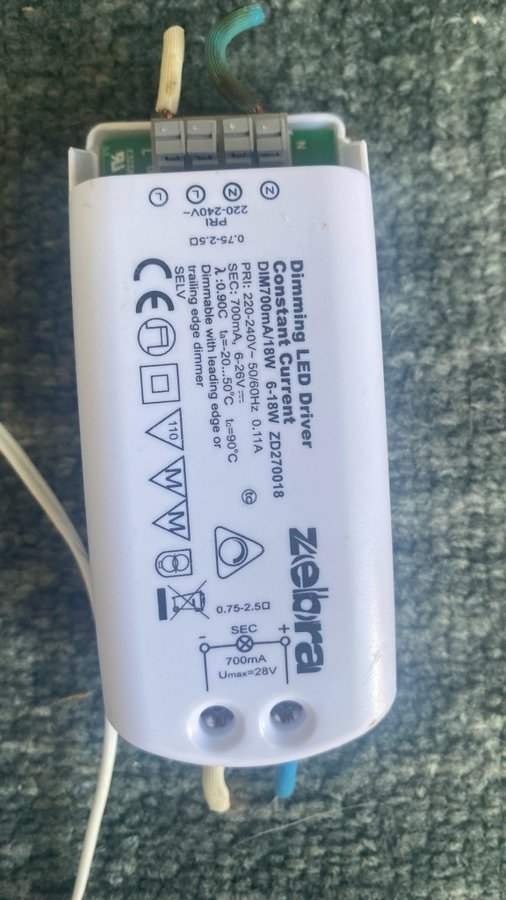 L N
L L N N
220-240V~
PRI
0.75-2.5
Dimming LED Driver
Constant Current
DIM700mA/18W 6-18W ZD270018
PRI: 220-240V~ 50/60Hz 0.11A
SEC: 700mA, 6-26V
λ :0.90C ta=-20...50°C tc=90°C
Dimmable with leading edge or
trailing edge dimmer
SELV
CE
110
tc
zebra
0.75-2.5
SEC
- +
700mA
Umax=28V